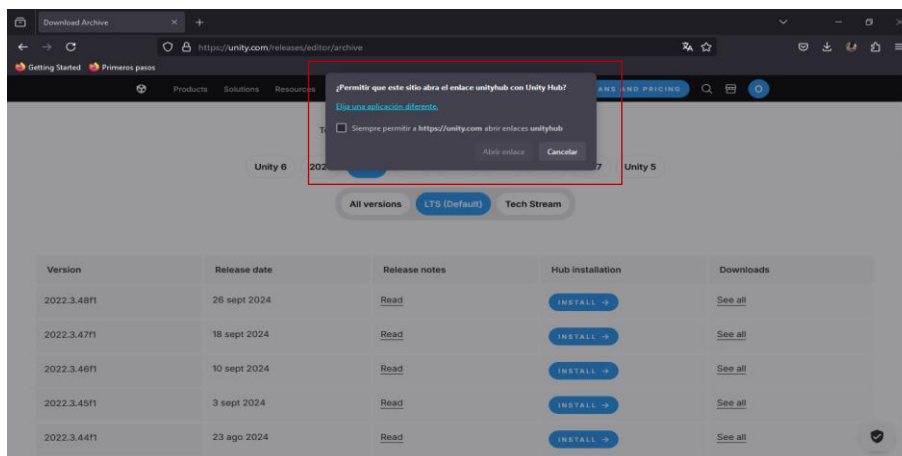 Download Archive
https://unity.com/releases/editor/archive
Getting Started Primeros pasos
Products Solutions Resources
¿Permitir que este sitio abra el enlace unityhub con Unity Hub?
Elija una aplicación diferente.
Siempre permitir a https://unity.com abrir enlaces unityhub
Abrir enlace Cancelar
ANS AND PRICING
Unity 6 202 7 Unity 5
All versions LTS (Default) Tech Stream
Version Release date Release notes Hub installation Downloads
2022.3.48f1 26 sept 2024 Read INSTALL → See all
2022.3.47f1 18 sept 2024 Read INSTALL → See all
2022.3.46f1 10 sept 2024 Read INSTALL → See all
2022.3.45f1 3 sept 2024 Read INSTALL → See all
2022.3.44f1 23 ago 2024 Read INSTALL → See all